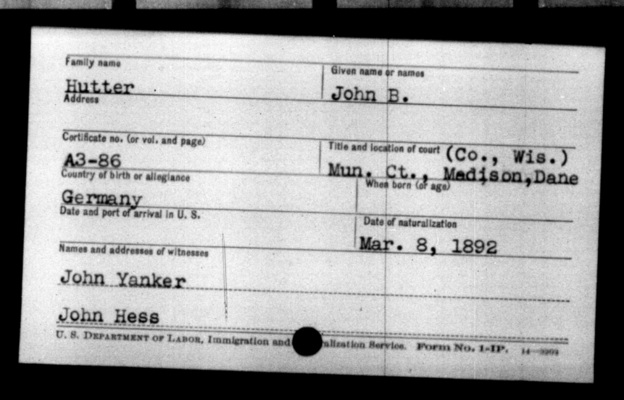 Family name
Given name or names
Hutter
John B.
Address
Certificate no. (or vol. and page)
Title and location of court (Co., Wis.)
A3-86
Mun. Ct., Madison,Dane
Country of birth or allegiance
When born (or age)
Germany
Date and port of arrival in U. S.
Date of naturalization
Mar. 8, 1892
Names and addresses of witnesses
John Yanker
John Hess
U. S. Department of Labor, Immigration and alization Service. Form No. 1-IP.